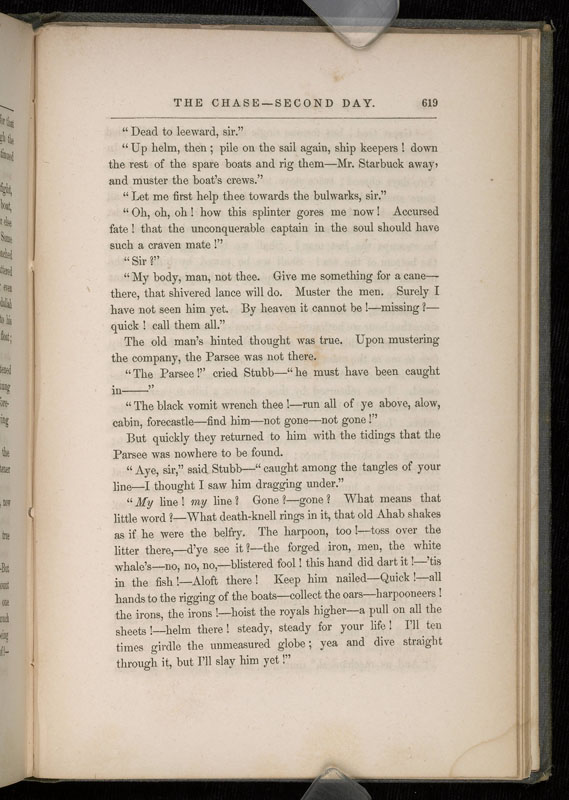 THE CHASE—SECOND DAY. 619
“Dead to leeward, sir.”
“Up helm, then; pile on the sail again, ship keepers! down
the rest of the spare boats and rig them—Mr. Starbuck away,
and muster the boat’s crews.”
“Let me first help thee towards the bulwarks, sir.”
“Oh, oh, oh! how this splinter gores me now! Accursed
fate! that the unconquerable captain in the soul should have
such a craven mate!”
“Sir?”
“My body, man, not thee. Give me something for a cane—
there, that shivered lance will do. Muster the men. Surely I
have not seen him yet. By heaven it cannot be!—missing?—
quick! call them all.”
The old man’s hinted thought was true. Upon mustering
the company, the Parsee was not there.
“The Parsee!” cried Stubb—“he must have been caught
in——”
“The black vomit wrench thee!—run all of ye above, alow,
cabin, forecastle—find him—not gone—not gone!”
But quickly they returned to him with the tidings that the
Parsee was nowhere to be found.
“Aye, sir,” said Stubb—“caught among the tangles of your
line—I thought I saw him dragging under.”
“My line! my line? Gone?—gone? What means that
little word?—What death-knell rings in it, that old Ahab shakes
as if he were the belfry. The harpoon, too!—toss over the
litter there,—d’ye see it?—the forged iron, men, the white
whale’s—no, no, no,—blistered fool! this hand did dart it!—’tis
in the fish!—Aloft there! Keep him nailed—Quick!—all
hands to the rigging of the boats—collect the oars—harpooneers!
the irons, the irons!—hoist the royals higher—a pull on all the
sheets!—helm there! steady, steady for your life! I’ll ten
times girdle the unmeasured globe; yea and dive straight
through it, but I’ll slay him yet!”